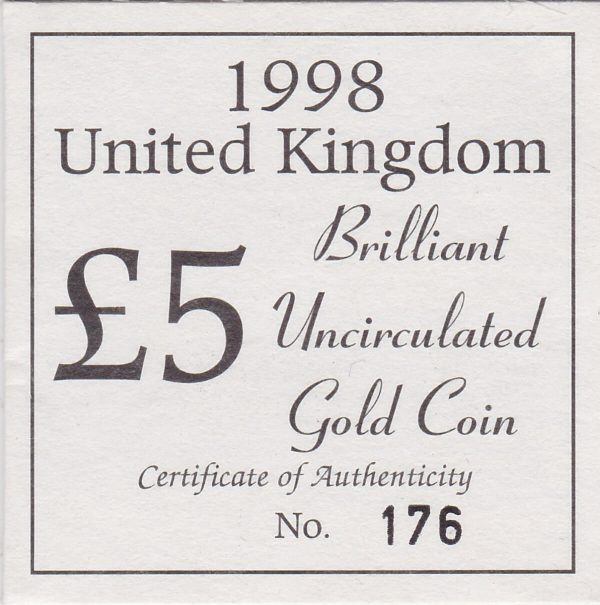 1998
United Kingdom
£5
Brilliant
Uncirculated
Gold Coin
Certificate of Authenticity
No. 176